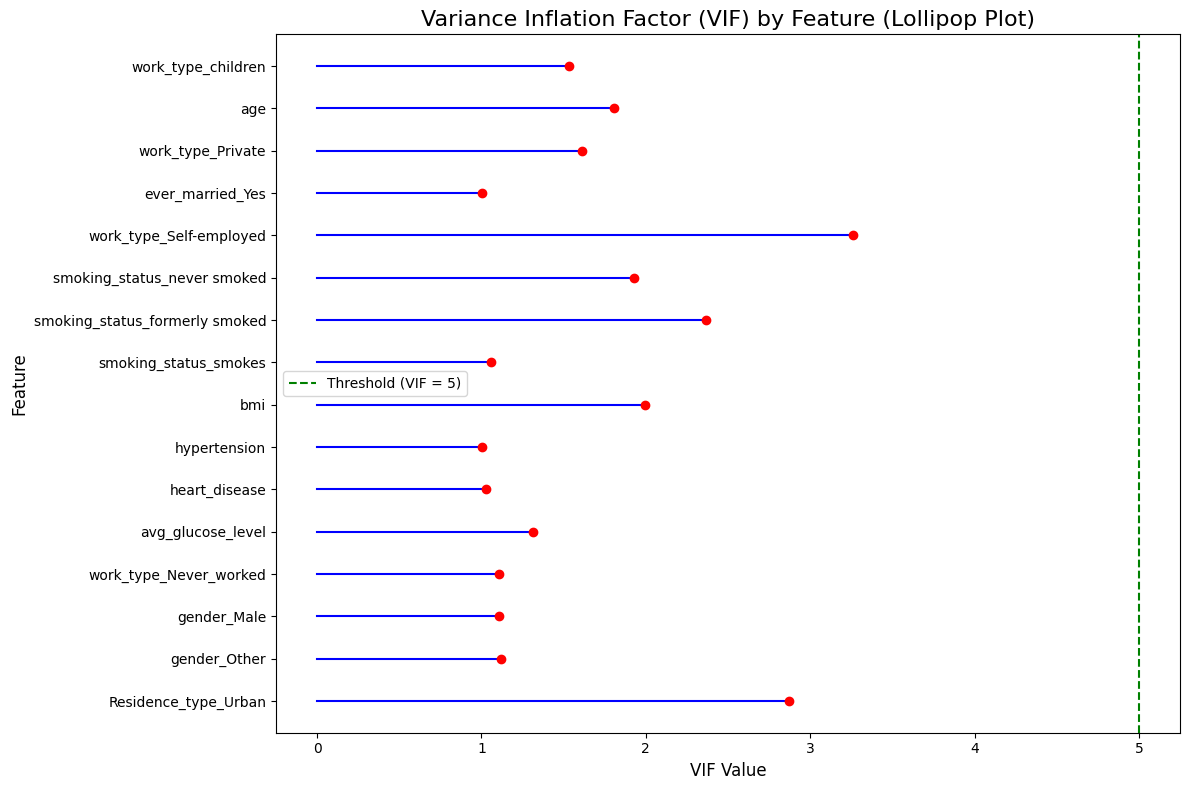 Variance Inflation Factor (VIF) by Feature (Lollipop Plot)
Feature
work_type_children
age
work_type_Private
ever_married_Yes
work_type_Self-employed
smoking_status_never smoked
smoking_status_formerly smoked
smoking_status_smokes
Threshold (VIF = 5)
bmi
hypertension
heart_disease
avg_glucose_level
work_type_Never_worked
gender_Male
gender_Other
Residence_type_Urban
0 1 2 3 4 5
VIF Value